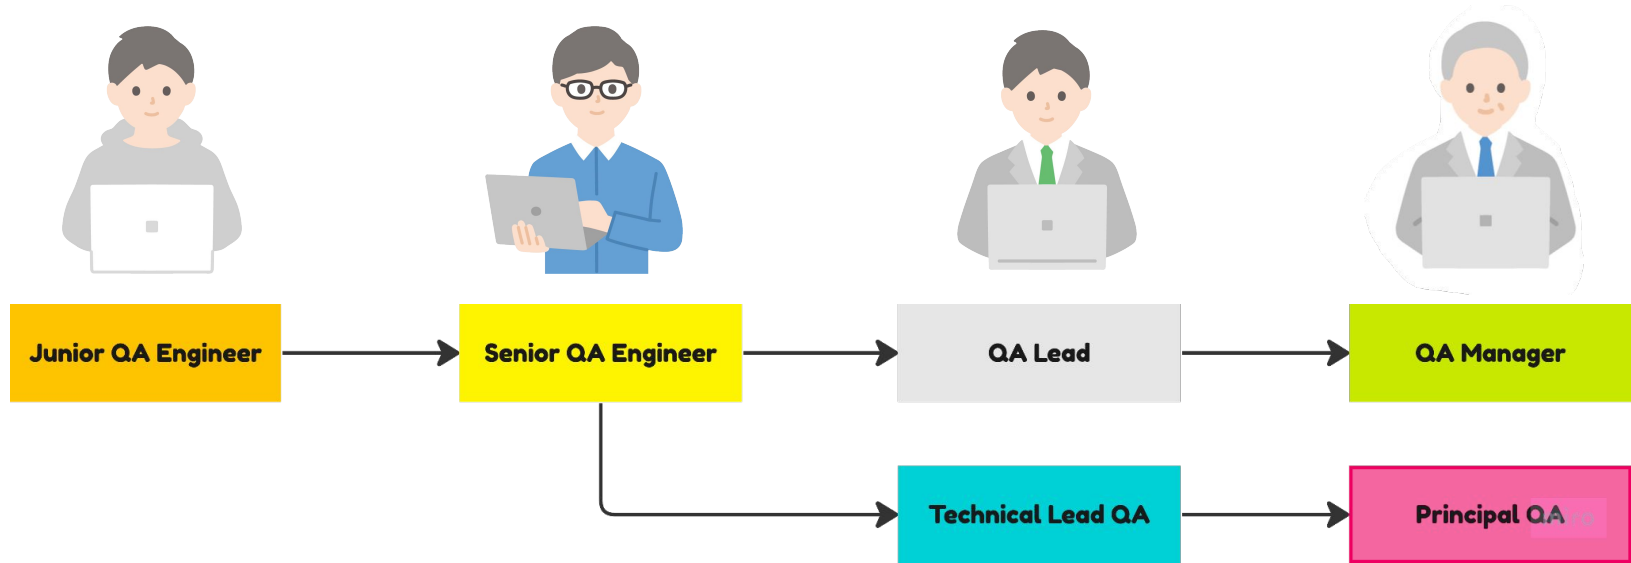 Junior QA Engineer
Senior QA Engineer
QA Lead
QA Manager
Technical Lead QA
Principal QA